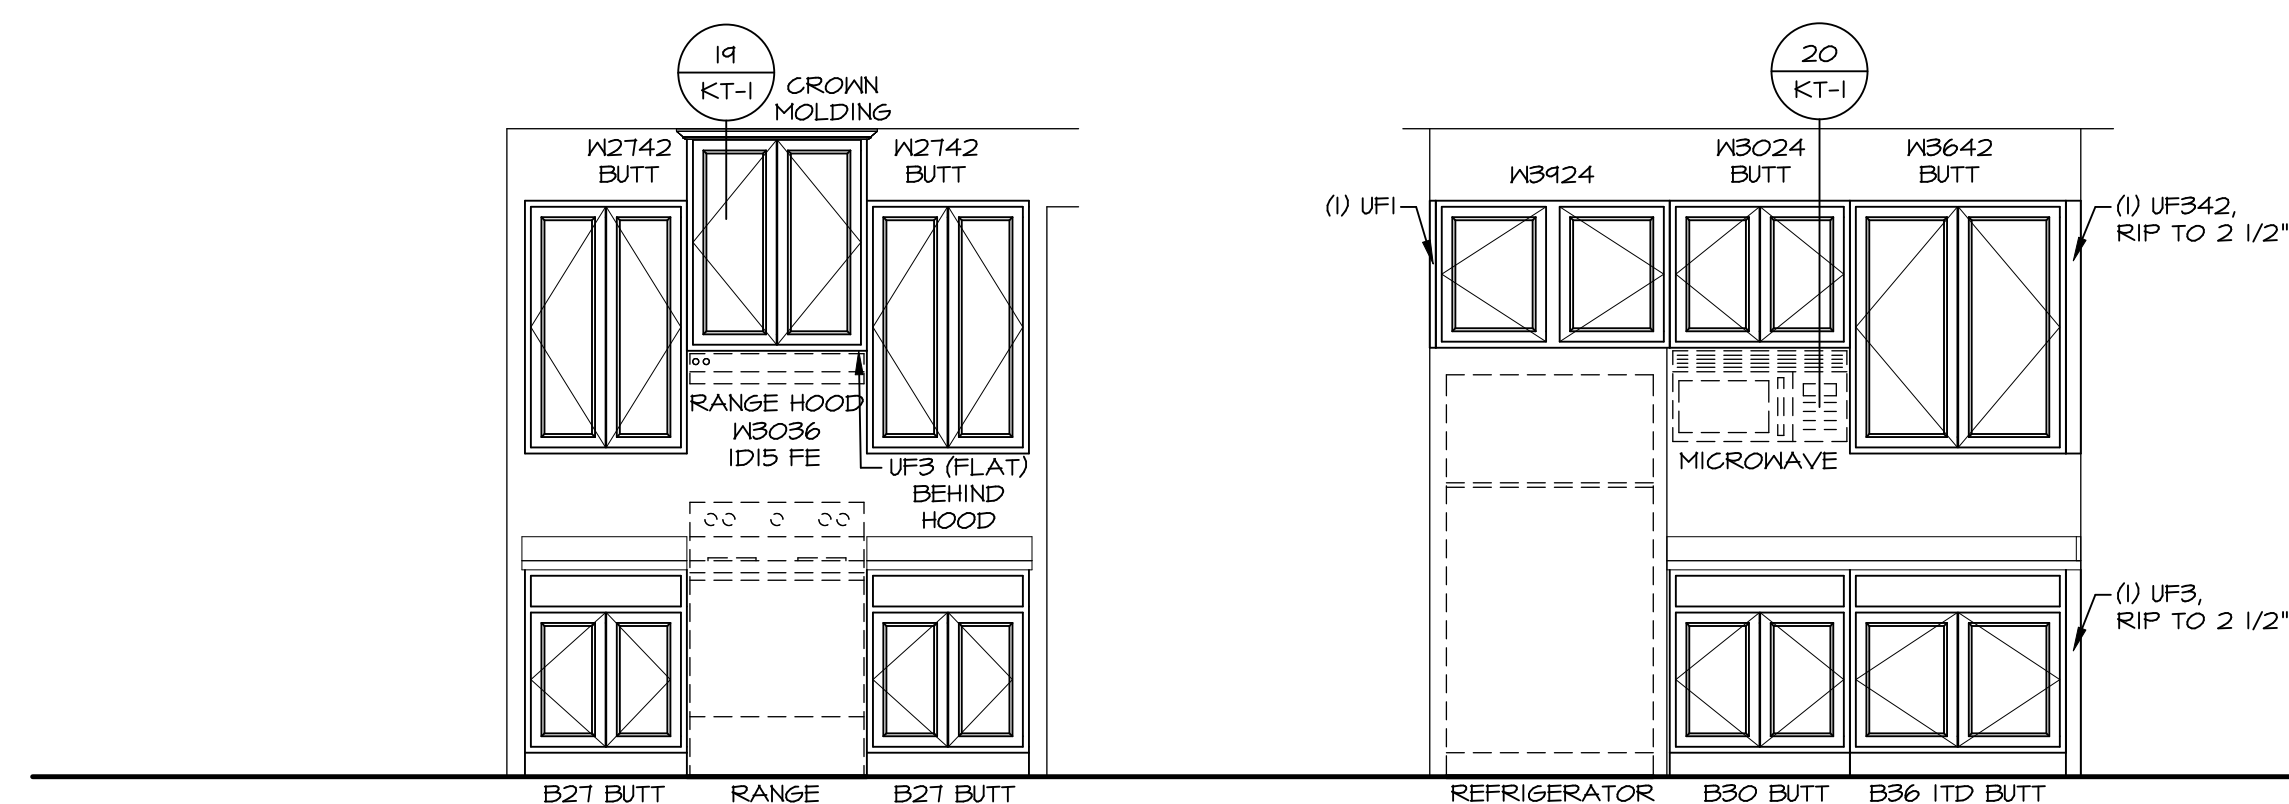 19
KT-1
CROWN
MOLDING
W2742
BUTT
W2742
BUTT
RANGE HOOD
W3036
1D15 FE
UF3 (FLAT)
BEHIND
HOOD
B27 BUTT
RANGE
B27 BUTT
20
KT-1
W3924
W3024
BUTT
W3642
BUTT
(1) UF1
(1) UF342,
RIP TO 2 1/2"
MICROWAVE
(1) UF3,
RIP TO 2 1/2"
REFRIGERATOR
B30 BUTT
B36 1TD BUTT